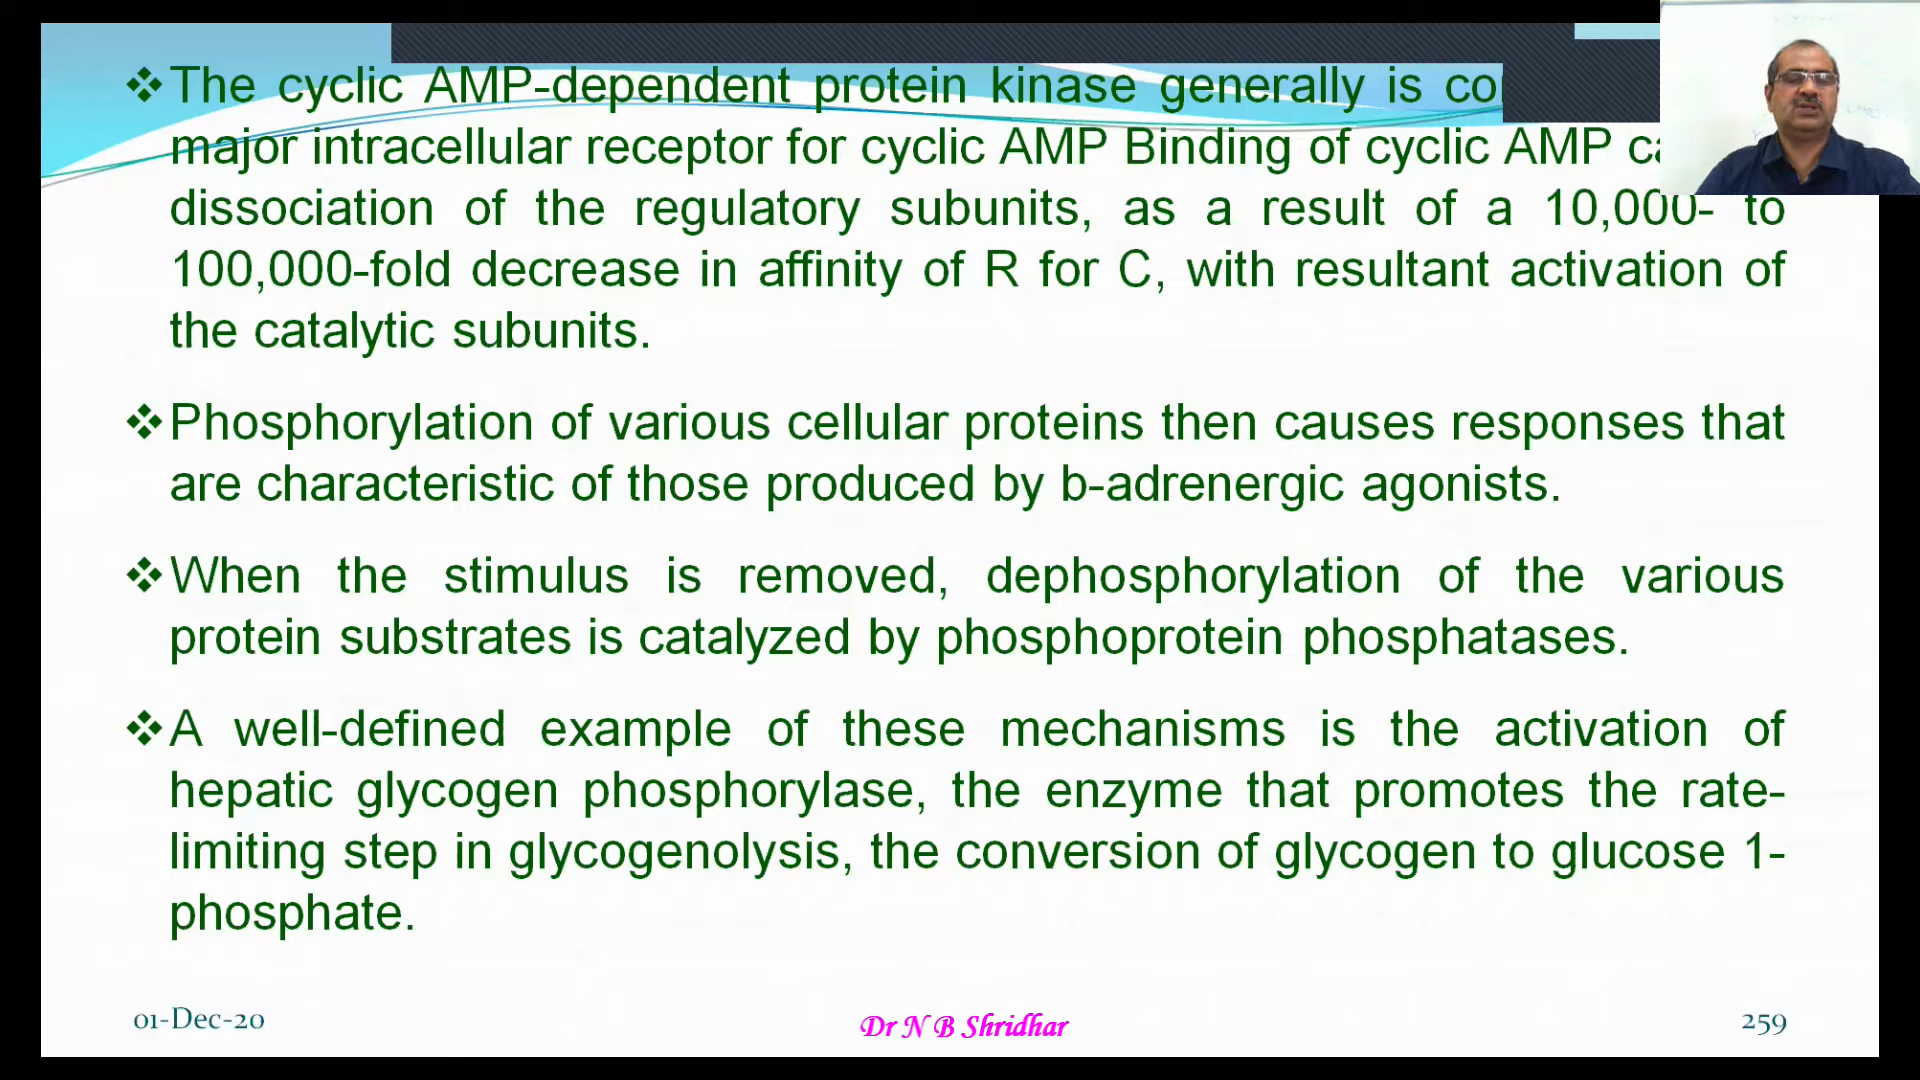 ❖The cyclic AMP-dependent protein kinase generally is
major intracellular receptor for cyclic AMP Binding of cyclic AMP
dissociation of the regulatory subunits, as a result of a 10,000- to
100,000-fold decrease in affinity of R for C, with resultant activation of
the catalytic subunits.
❖Phosphorylation of various cellular proteins then causes responses that
are characteristic of those produced by b-adrenergic agonists.
❖When the stimulus is removed, dephosphorylation of the various
protein substrates is catalyzed by phosphoprotein phosphatases.
❖A well-defined example of these mechanisms is the activation of
hepatic glycogen phosphorylase, the enzyme that promotes the rate-
limiting step in glycogenolysis, the conversion of glycogen to glucose 1-
phosphate.
01-Dec-20
Dr N B Shridhar
259